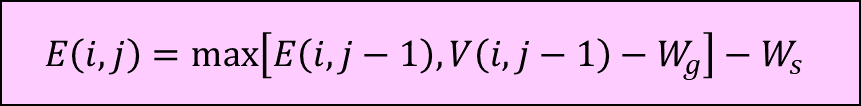 E(i, j) = max[E(i, j − 1), V(i, j − 1) − W_g] − W_s